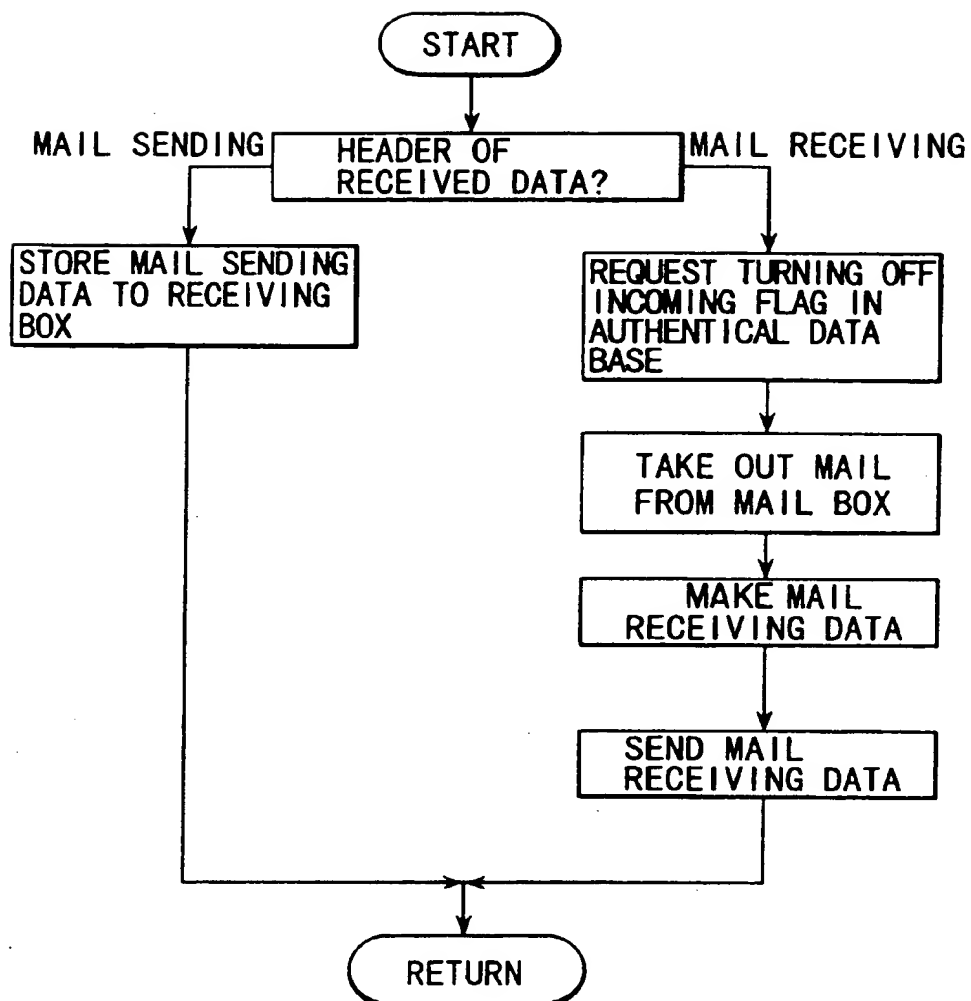 START
MAIL SENDING
HEADER OF
RECEIVED DATA?
MAIL RECEIVING
STORE MAIL SENDING
DATA TO RECEIVING
BOX
REQUEST TURNING OFF
INCOMING FLAG IN
AUTHENTICAL DATA
BASE
TAKE OUT MAIL
FROM MAIL BOX
MAKE MAIL
RECEIVING DATA
SEND MAIL
RECEIVING DATA
RETURN